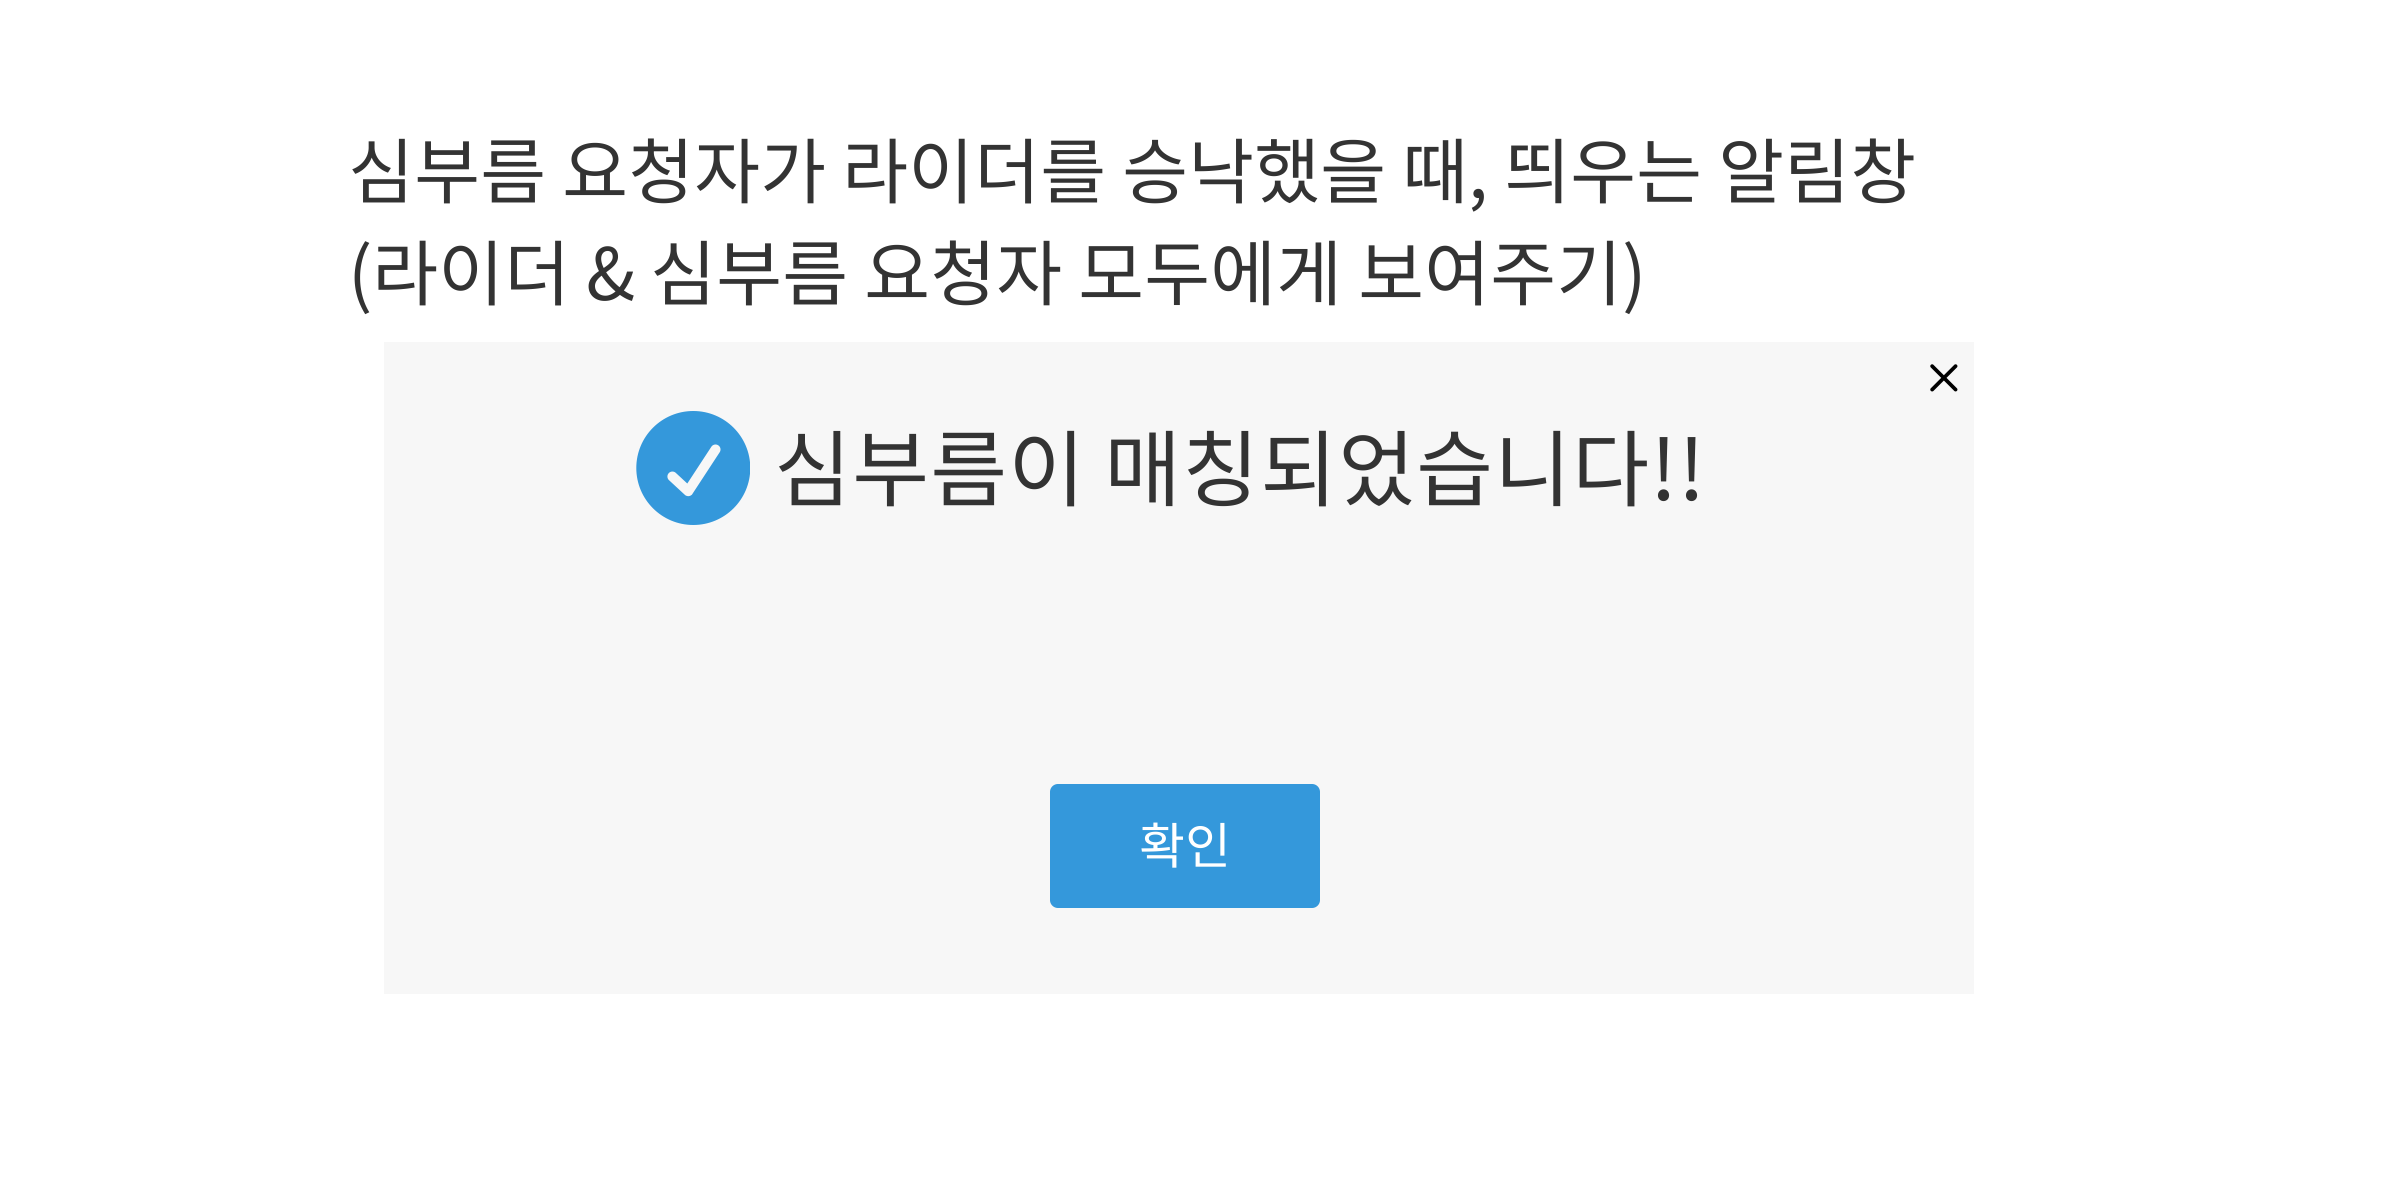 심부름 요청자가 라이더를 승낙했을 때, 띄우는 알림창
(라이더 & 심부름 요청자 모두에게 보여주기)
심부름이 매칭되었습니다!!
확인